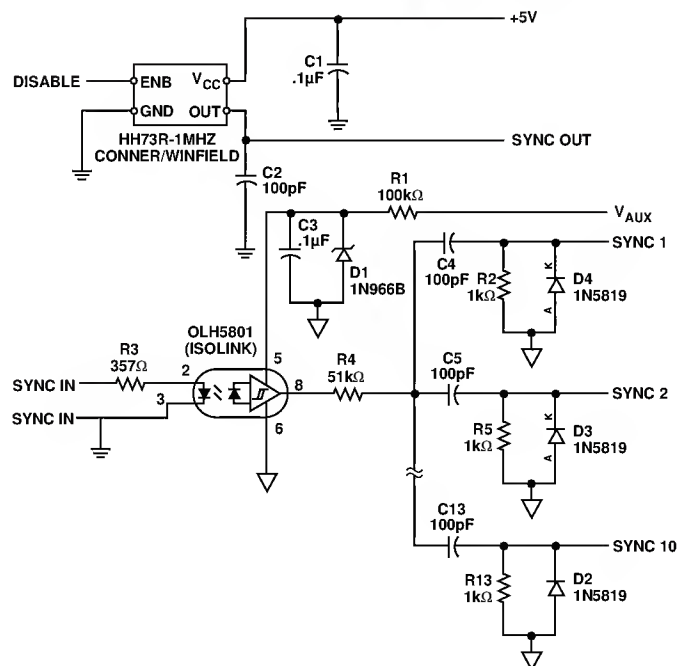 +5V
C1
.1µF
DISABLE
ENB
VCC
GND
OUT
HH73R-1MHZ
CONNER/WINFIELD
SYNC OUT
C2
100pF
R1
100kΩ
VAUX
C3
.1µF
D1
1N966B
C4
100pF
SYNC 1
R2
1kΩ
K
A
D4
1N5819
OLH5801
(ISOLINK)
R3
357Ω
SYNC IN
2
5
8
R4
51kΩ
C5
100pF
SYNC 2
SYNC IN
3
6
R5
1kΩ
K
A
D3
1N5819
C13
100pF
SYNC 10
R13
1kΩ
D2
1N5819